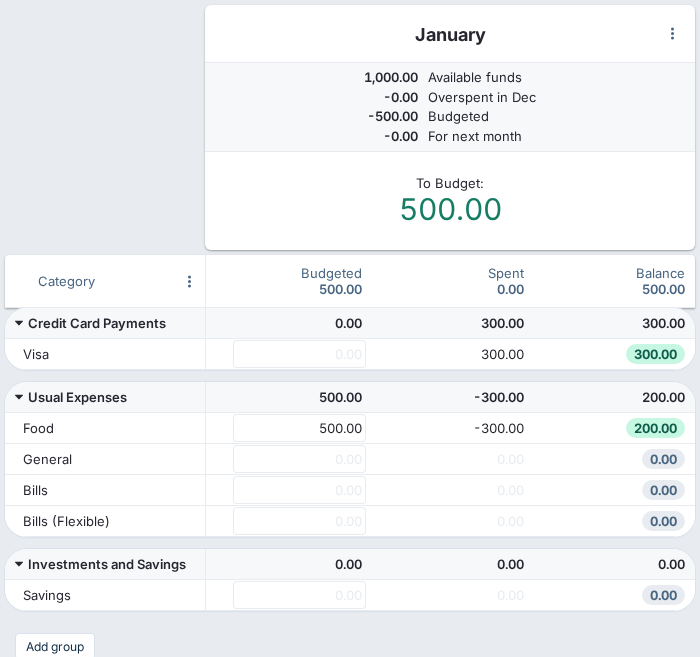 January
1,000.00 Available funds
-0.00 Overspent in Dec
-500.00 Budgeted
-0.00 For next month
To Budget:
500.00
Category Budgeted Spent Balance
500.00 0.00 500.00
Credit Card Payments 0.00 300.00 300.00
Visa 0.00 300.00 300.00
Usual Expenses 500.00 -300.00 200.00
Food 500.00 -300.00 200.00
General 0.00 0.00 0.00
Bills 0.00 0.00 0.00
Bills (Flexible) 0.00 0.00 0.00
Investments and Savings 0.00 0.00 0.00
Savings 0.00 0.00 0.00
Add group